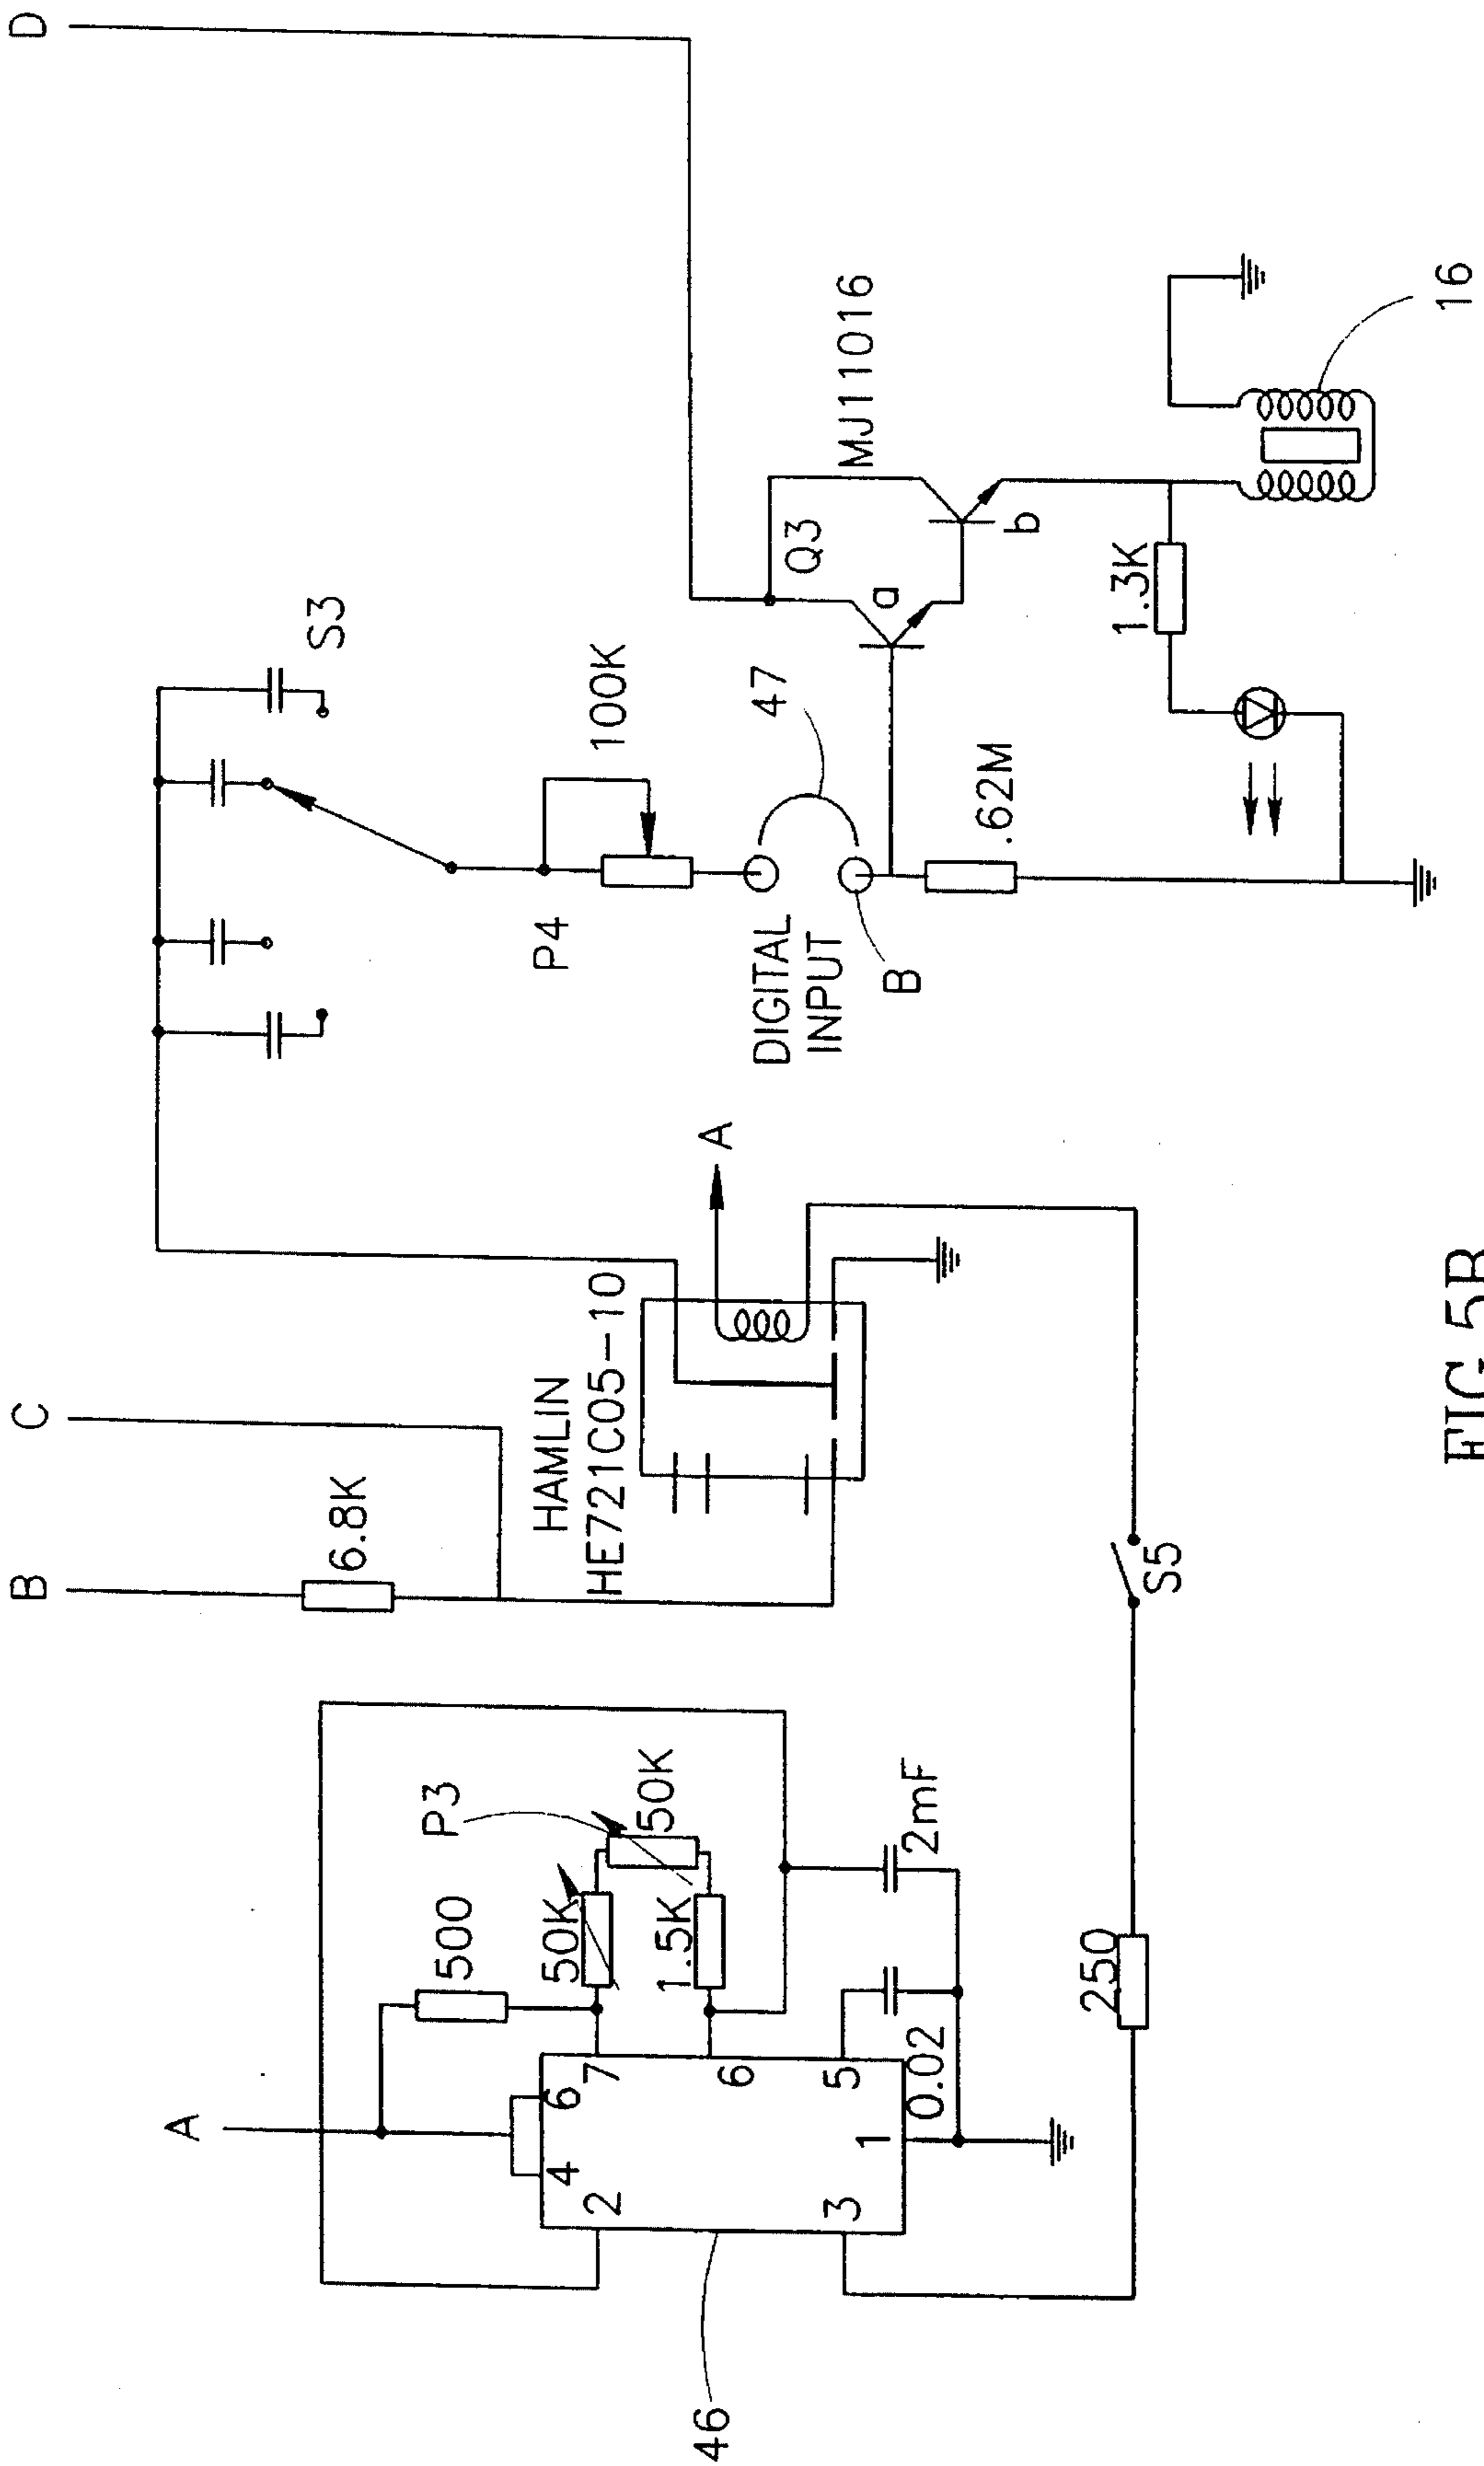 A
B
C
D
6.8K
S3
500
P3
50K
50K
1.5K
HAMLIN
HE721C05-10
P4
100K
46
4
6
2
7
6
3
1
5
0.02
2mF
A
DIGITAL
INPUT
47
B
Q3
MJ11016
a
b
.62M
1.3K
250
S5
16
FIG.5B